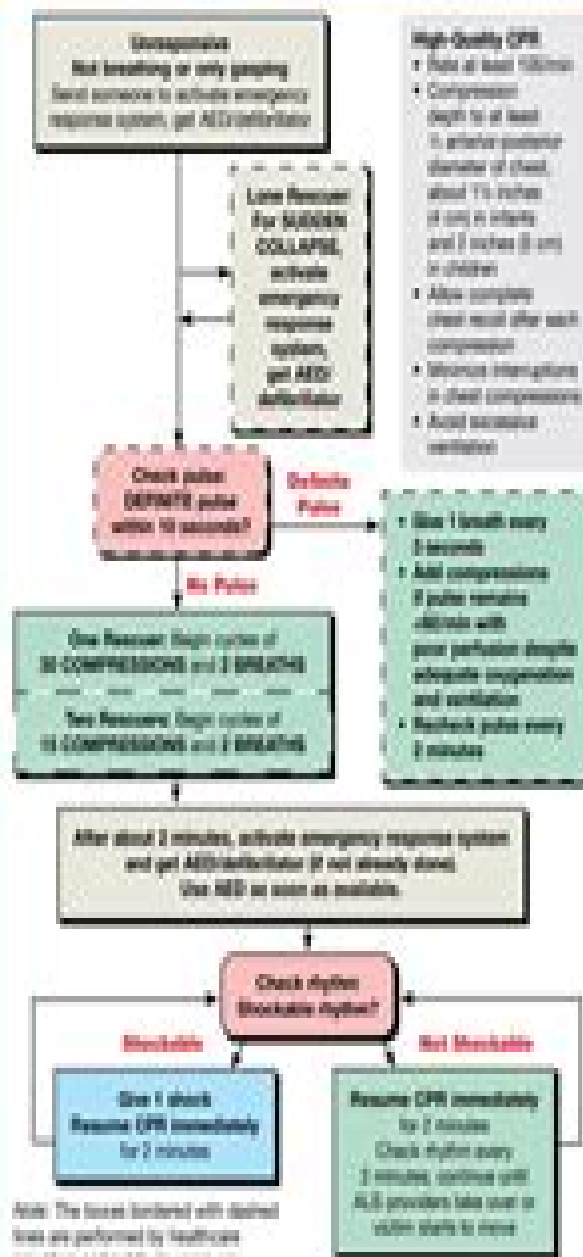 Unresponsive
Not breathing or only gasping
Send someone to activate emergency
response system, get AED/defibrillator
High-Quality CPR
• Rate at least 100/min
• Compression
depth to at least
⅓ anterior-posterior
diameter of chest,
about 1½ inches
(4 cm) in infants
and 2 inches (5 cm)
in children
• Allow complete
chest recoil after each
compression
• Minimize interruptions
in chest compressions
• Avoid excessive
ventilation
Lone Rescuer:
For SUDDEN
COLLAPSE,
activate
emergency
response
system,
get AED/
defibrillator
Check pulse:
DEFINITE pulse
within 10 seconds?
Definite
Pulse
• Give 1 breath every
3 seconds
• Add compressions
if pulse remains
<60/min with
poor perfusion despite
adequate oxygenation
and ventilation
• Recheck pulse every
2 minutes
No Pulse
One Rescuer: Begin cycles of
30 COMPRESSIONS and 2 BREATHS
Two Rescuers: Begin cycles of
15 COMPRESSIONS and 2 BREATHS
After about 2 minutes, activate emergency response system
and get AED/defibrillator (if not already done).
Use AED as soon as available.
Check rhythm
Shockable rhythm?
Shockable
Not Shockable
Give 1 shock
Resume CPR immediately
for 2 minutes
Resume CPR immediately
for 2 minutes
Check rhythm every
2 minutes; continue until
ALS providers take over or
victim starts to move
Note: The boxes bordered with dashed
lines are performed by healthcare